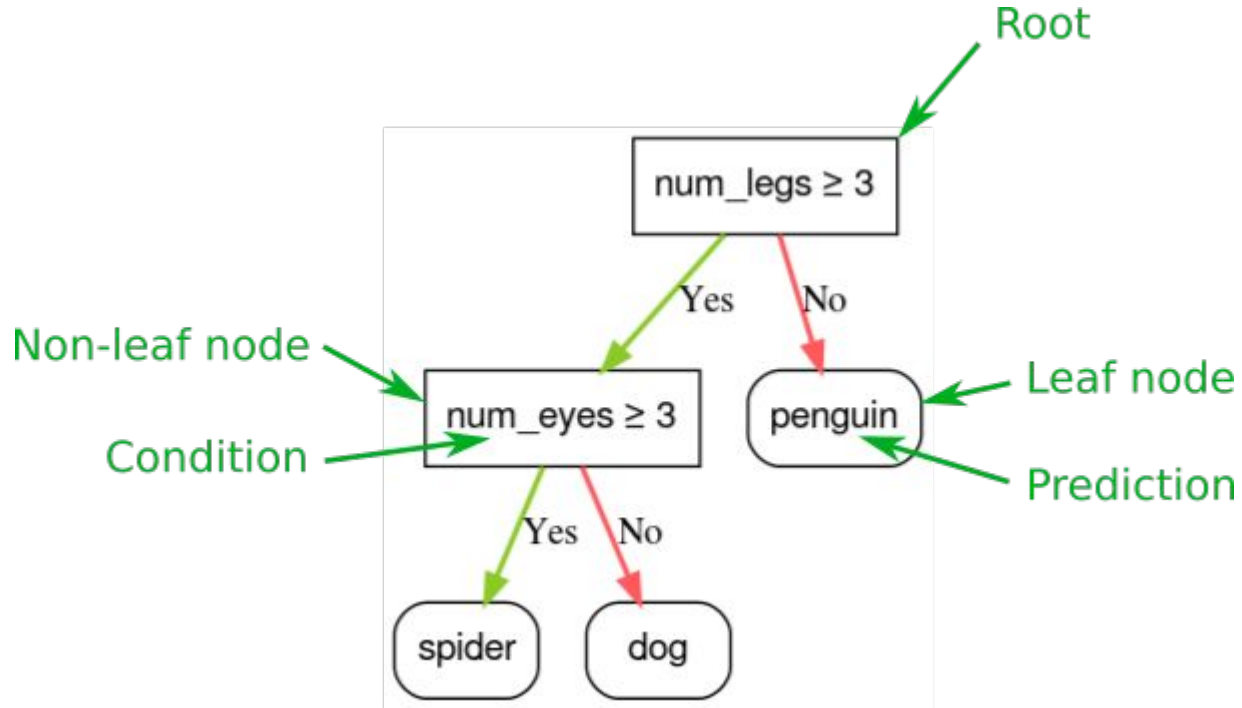 Root
num_legs ≥ 3
Yes
No
Non-leaf node
Leaf node
num_eyes ≥ 3
penguin
Condition
Prediction
Yes
No
spider
dog